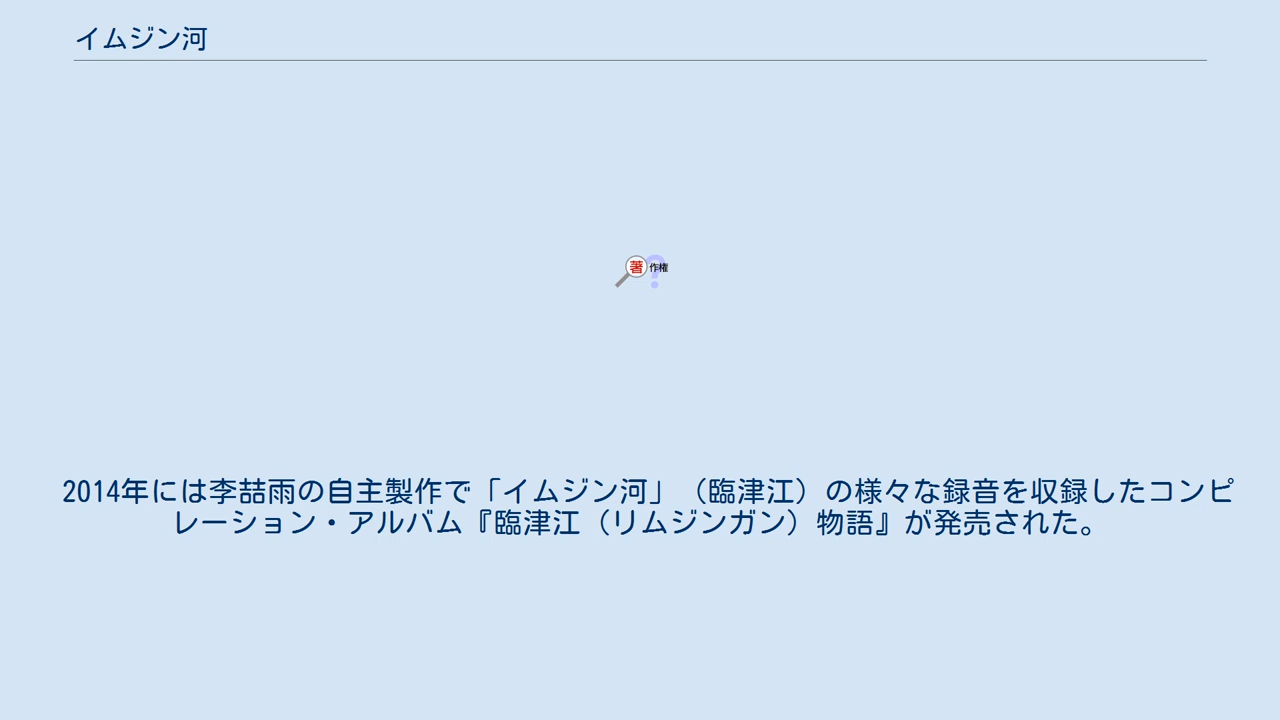 イムジン河
著作権
2014年には李喆雨の自主製作で「イムジン河」（臨津江）の様々な録音を収録したコンピ
レーション・アルバム『臨津江（リムジンガン）物語』が発売された。